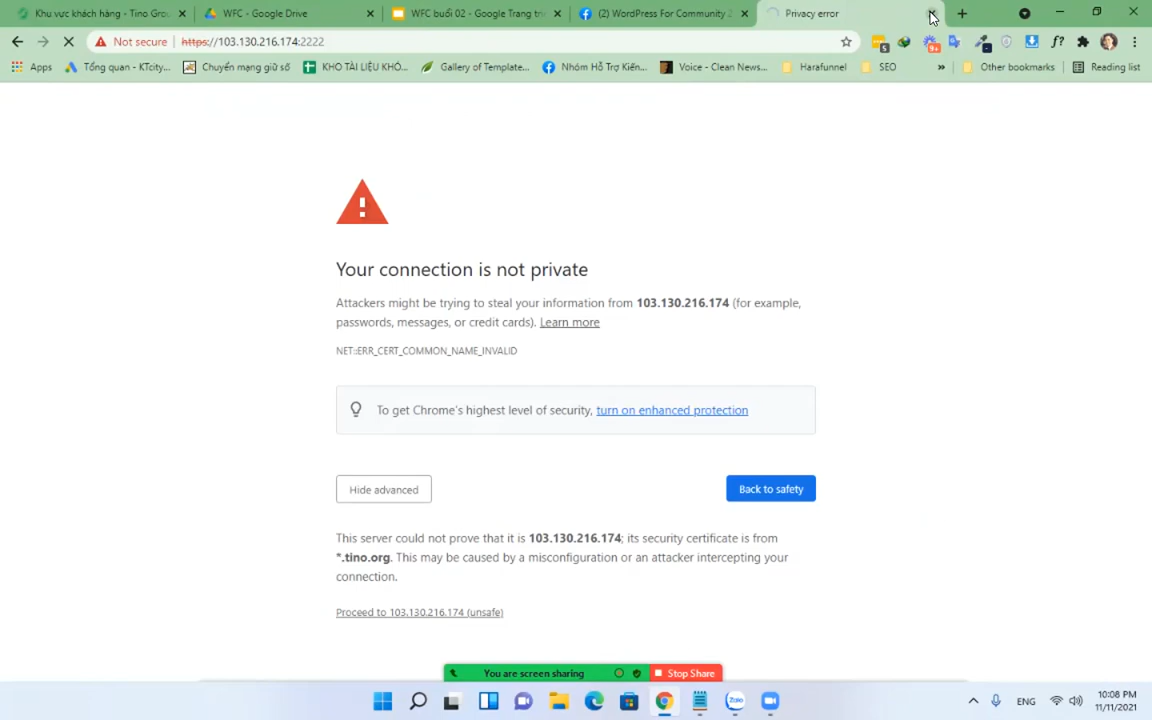 Khu vực khách hàng - Tino Grou
WFC - Google Drive
WFC buổi 02 - Google Trang trì
(2) WordPress For Community 2
Privacy error
Not secure
https://103.130.216.174:2222
5
9+
f?
Apps
Tổng quan - KTcity...
Chuyển mạng giữ số
KHO TÀI LIỆU KHÓ...
Gallery of Template...
Nhóm Hỗ Trợ Kiến...
Voice - Clean News...
Harafunnel
SEO
»
Other bookmarks
Reading list
Your connection is not private
Attackers might be trying to steal your information from 103.130.216.174 (for example,
passwords, messages, or credit cards). Learn more
NET::ERR_CERT_COMMON_NAME_INVALID
To get Chrome's highest level of security, turn on enhanced protection
Hide advanced
Back to safety
This server could not prove that it is 103.130.216.174; its security certificate is from
*.tino.org. This may be caused by a misconfiguration or an attacker intercepting your
connection.
Proceed to 103.130.216.174 (unsafe)
You are screen sharing
Stop Share
Zalo
ENG
10:08 PM
11/11/2021